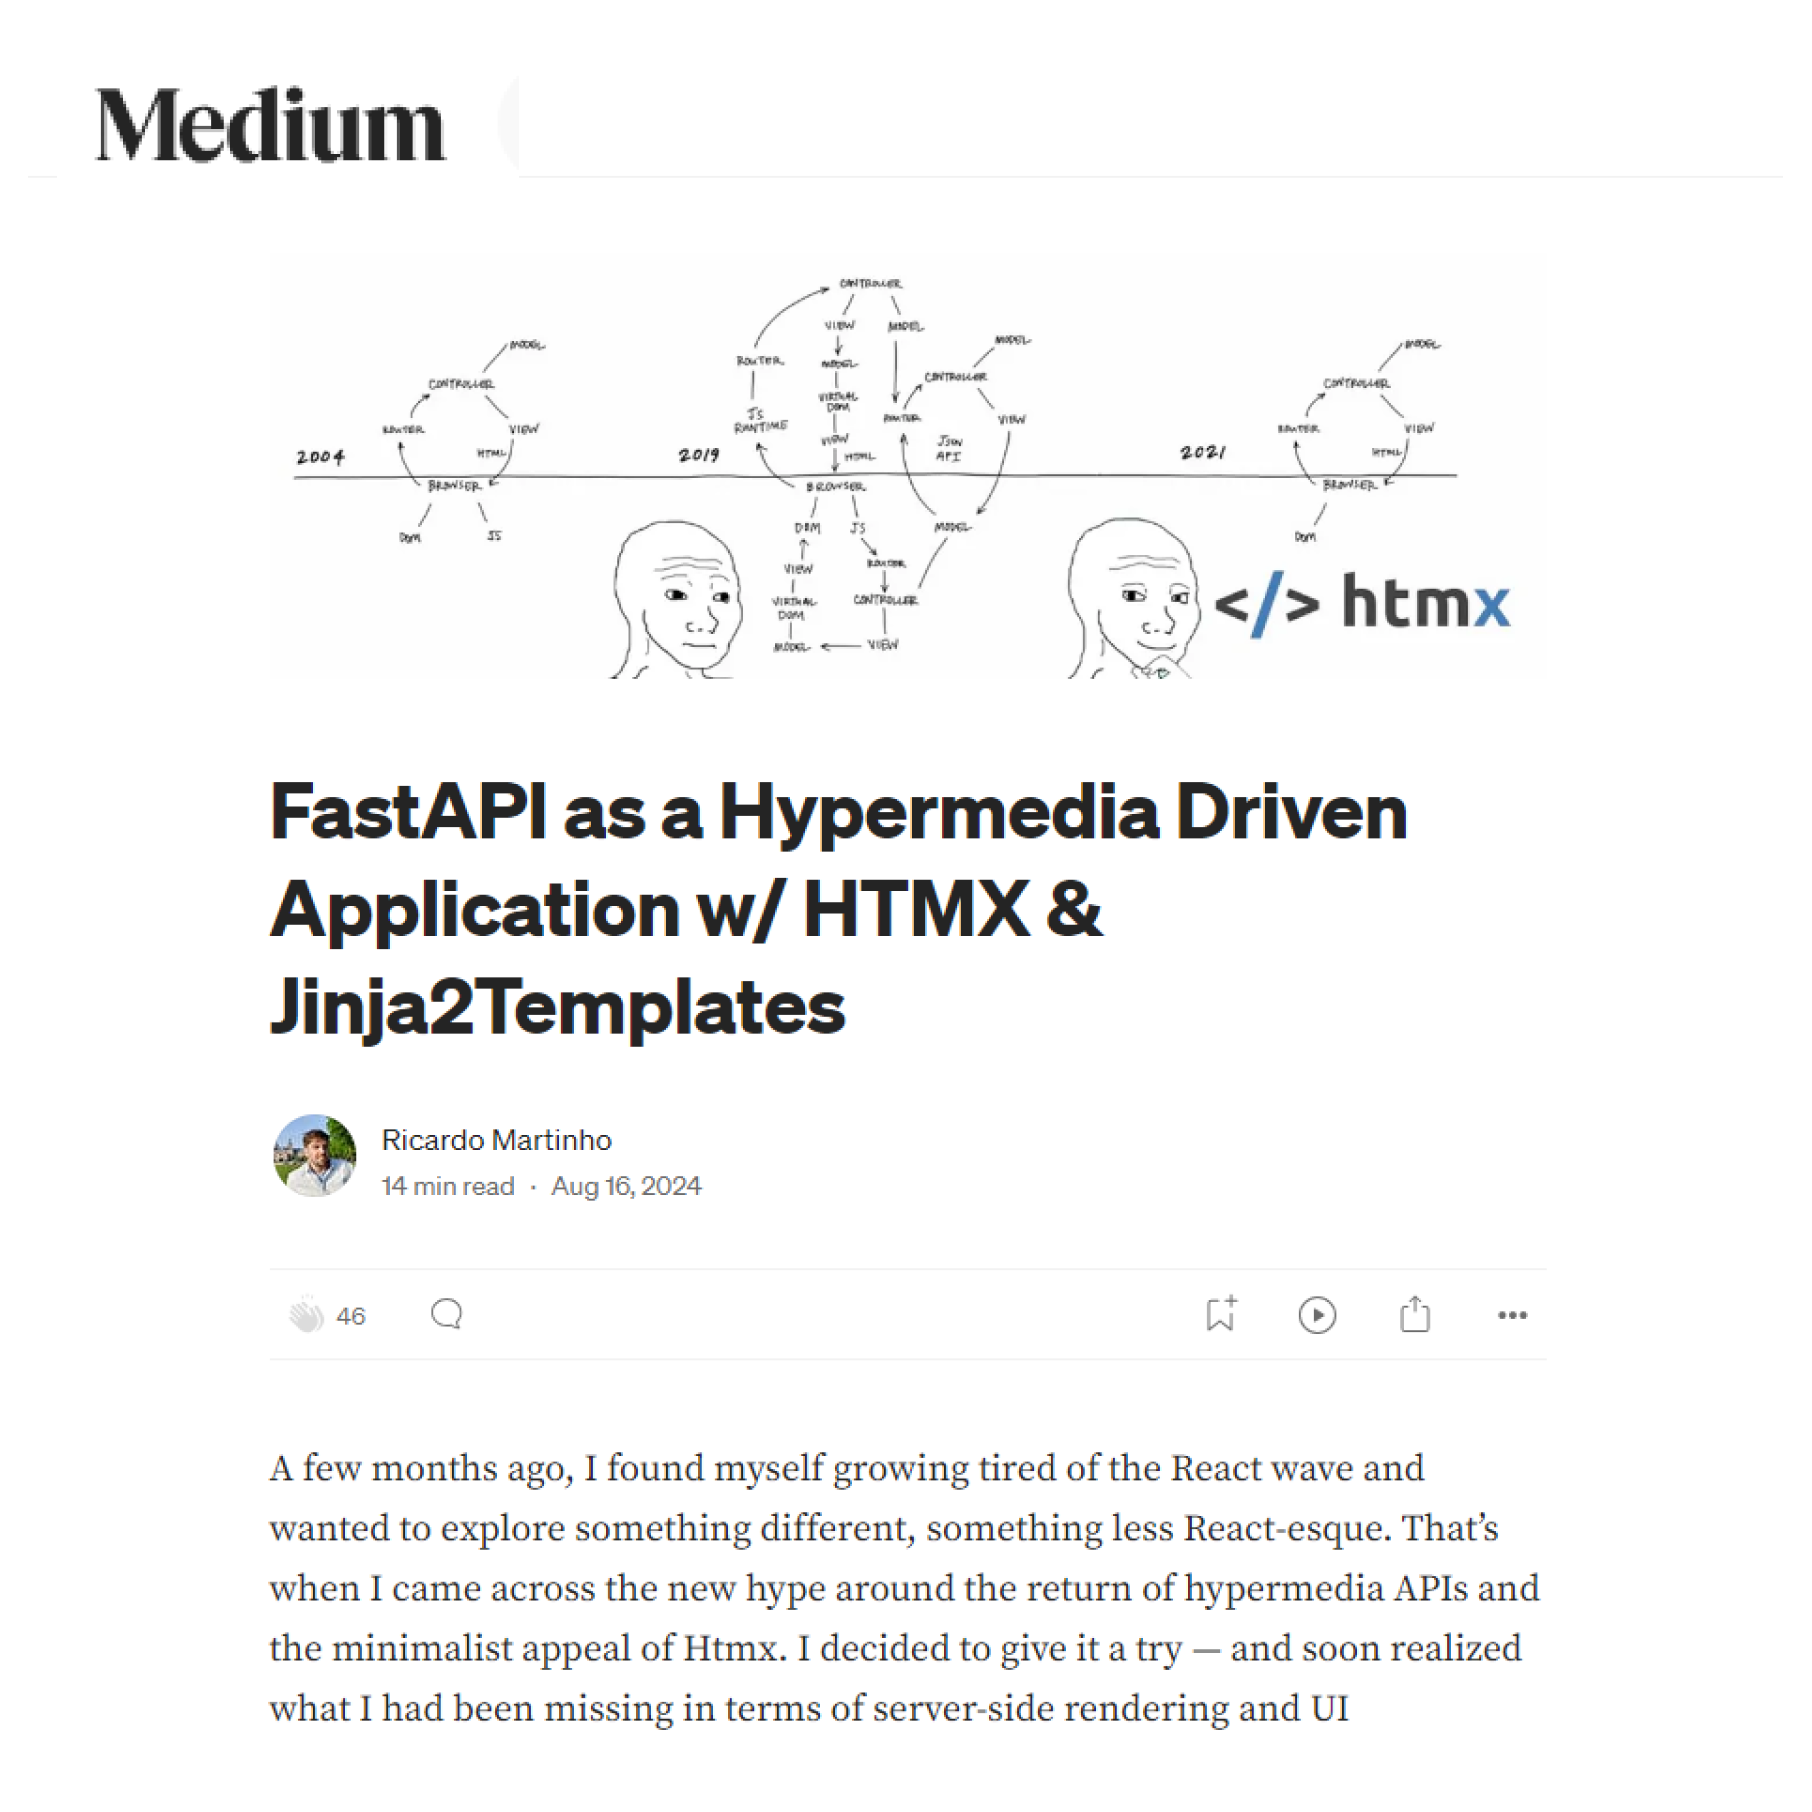 Medium
CONTROLLER
VIEW MODEL
MODEL MODEL MODEL
ROUTER MODEL
CONTROLLER CONTROLLER CONTROLLER
VIRTUAL
DOM
JS
RUNTIME
ROUTER VIEW ROUTER VIEW ROUTER VIEW
VIEW
JSON
API
2004 HTML 2019 HTML 2021 HTML
BROWSER BROWSER BROWSER
DOM JS DOM JS MODEL DOM
VIEW ROUTER
VIRTUAL
DOM
CONTROLLER
MODEL VIEW
</> htmx
FastAPI as a Hypermedia Driven
Application w/ HTMX &
Jinja2Templates
Ricardo Martinho
14 min read · Aug 16, 2024
46
A few months ago, I found myself growing tired of the React wave and
wanted to explore something different, something less React-esque. That’s
when I came across the new hype around the return of hypermedia APIs and
the minimalist appeal of Htmx. I decided to give it a try — and soon realized
what I had been missing in terms of server-side rendering and UI